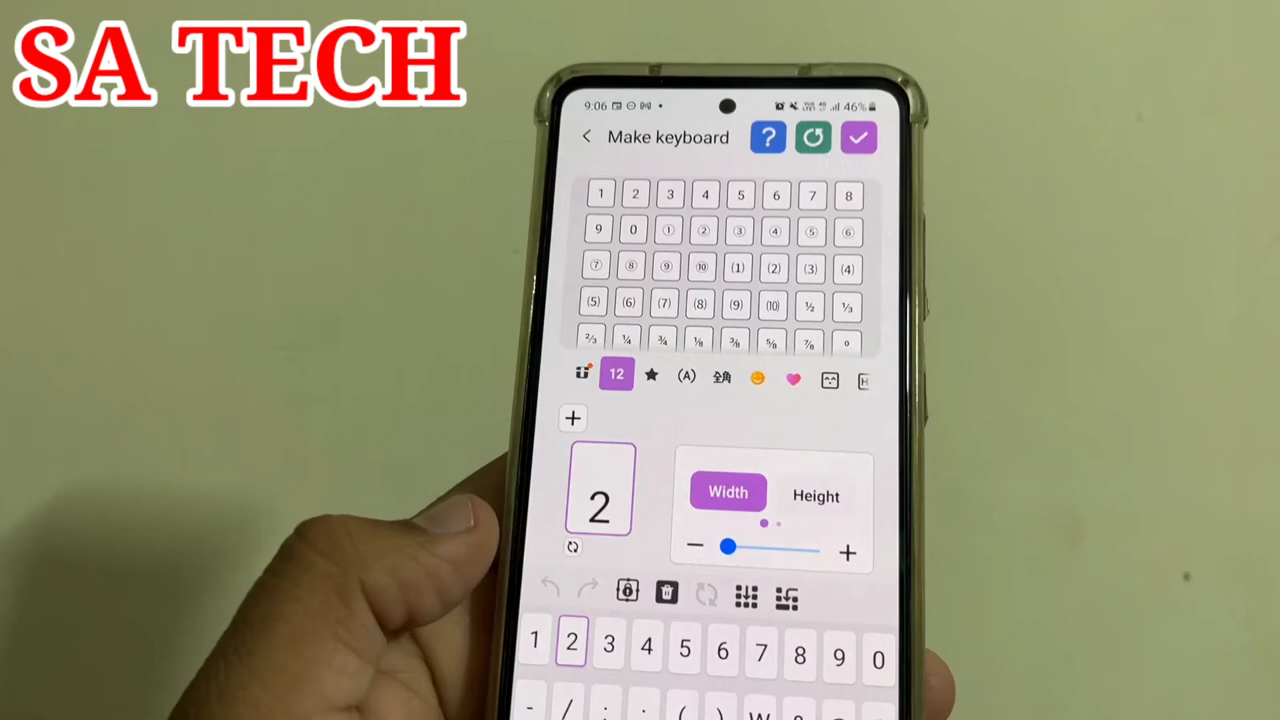 SA TECH
9:06 46%
Make keyboard ?
1 2 3 4 5 6 7 8
9 0 ① ② ③ ④ ⑤ ⑥
⑦ ⑧ ⑨ ⑩ (1) (2) (3) (4)
(5) (6) (7) (8) (9) (10) ½ ⅓
⅔ ¼ ¾ ⅛ ⅜ ⅝ ⅞ 0
12 (A) 全角
+
2
Width Height
− +
1 2 3 4 5 6 7 8 9 0
- / : ; ( )